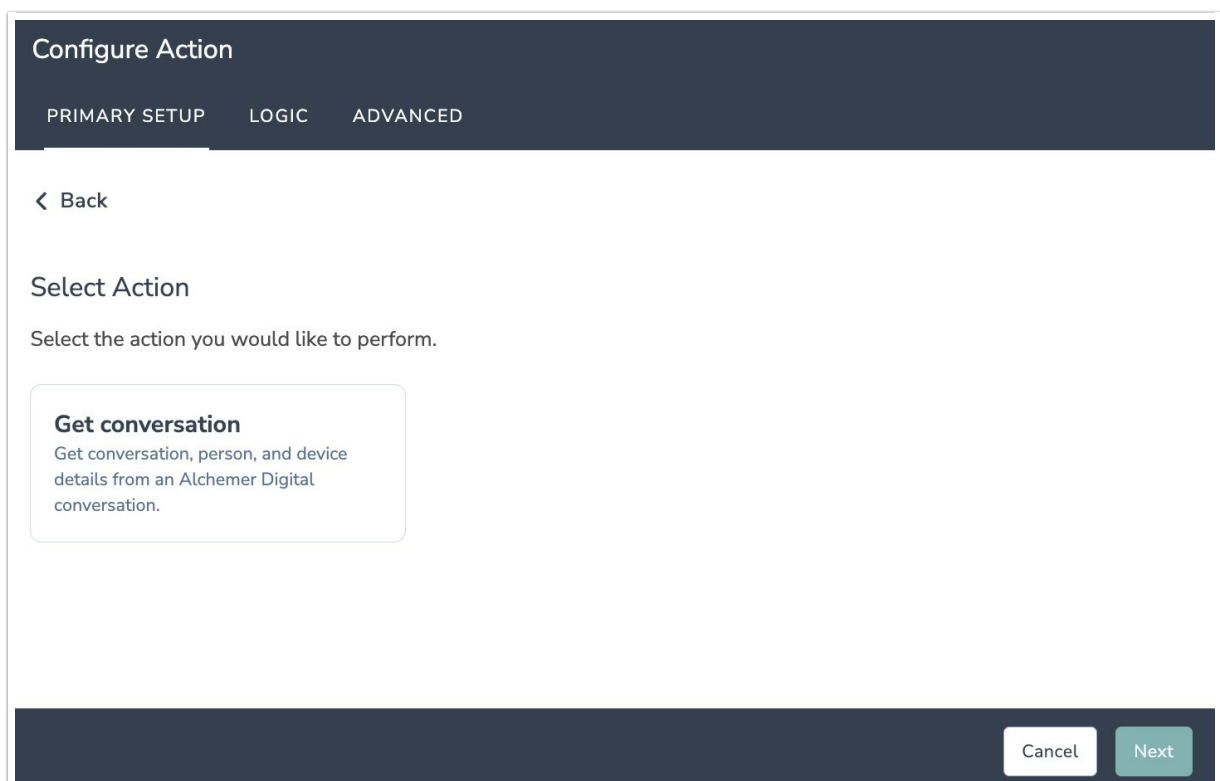 Configure Action
PRIMARY SETUP LOGIC ADVANCED
Back
Select Action
Select the action you would like to perform.
Get conversation
Get conversation, person, and device
details from an Alchemer Digital
conversation.
Cancel Next